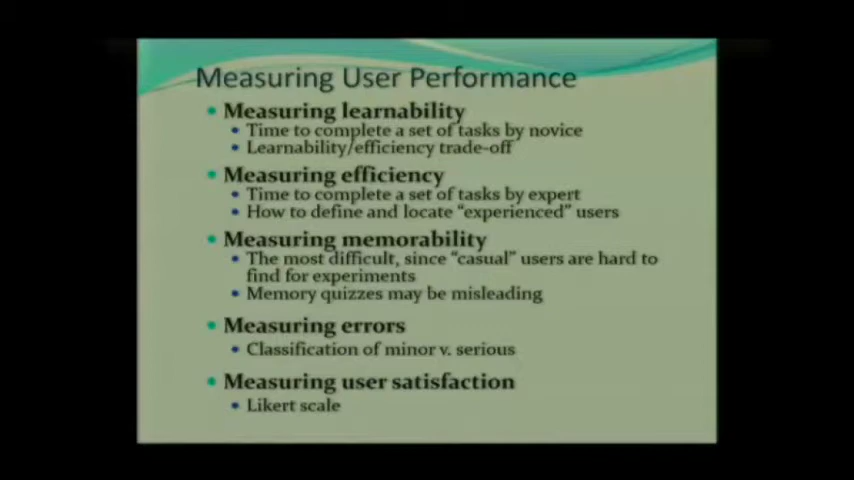 Measuring User Performance
• Measuring learnability
• Time to complete a set of tasks by novice
• Learnability/efficiency trade-off
• Measuring efficiency
• Time to complete a set of tasks by expert
• How to define and locate “experienced” users
• Measuring memorability
• The most difficult, since “casual” users are hard to
find for experiments
• Memory quizzes may be misleading
• Measuring errors
• Classification of minor v. serious
• Measuring user satisfaction
• Likert scale